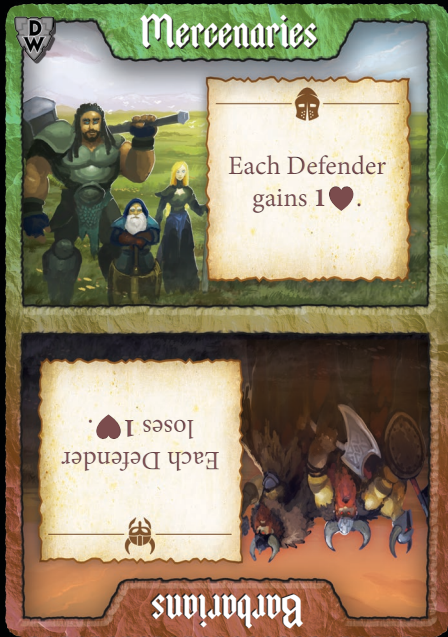 DW
Mercenaries
Each Defender
gains 1♥.
Each Defender
loses 1♥.
Barbarians